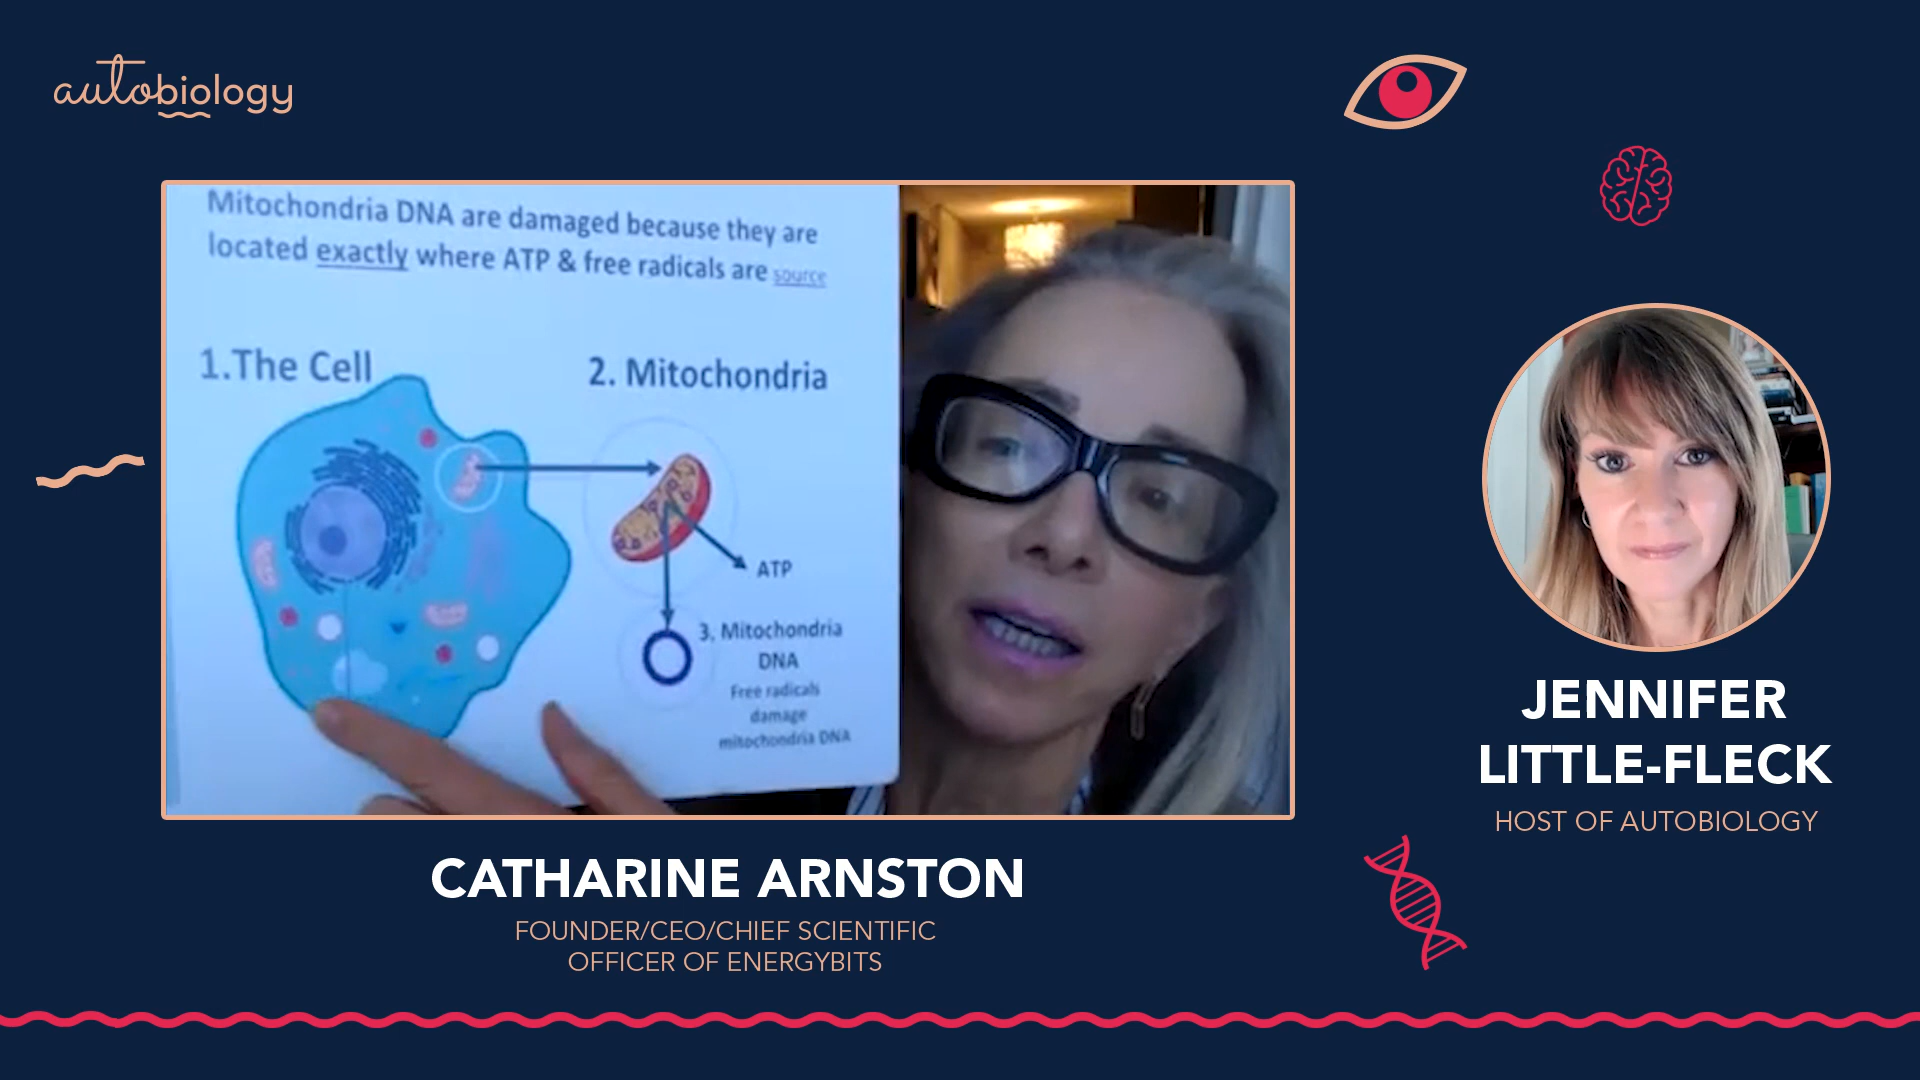 autobiology
Mitochondria DNA are damaged because they are
located exactly where ATP & free radicals are source
1.The Cell
2. Mitochondria
ATP
3. Mitochondria
DNA
Free radicals
damage
mitochondria DNA
CATHARINE ARNSTON
FOUNDER/CEO/CHIEF SCIENTIFIC
OFFICER OF ENERGYBITS
JENNIFER
LITTLE-FLECK
HOST OF AUTOBIOLOGY